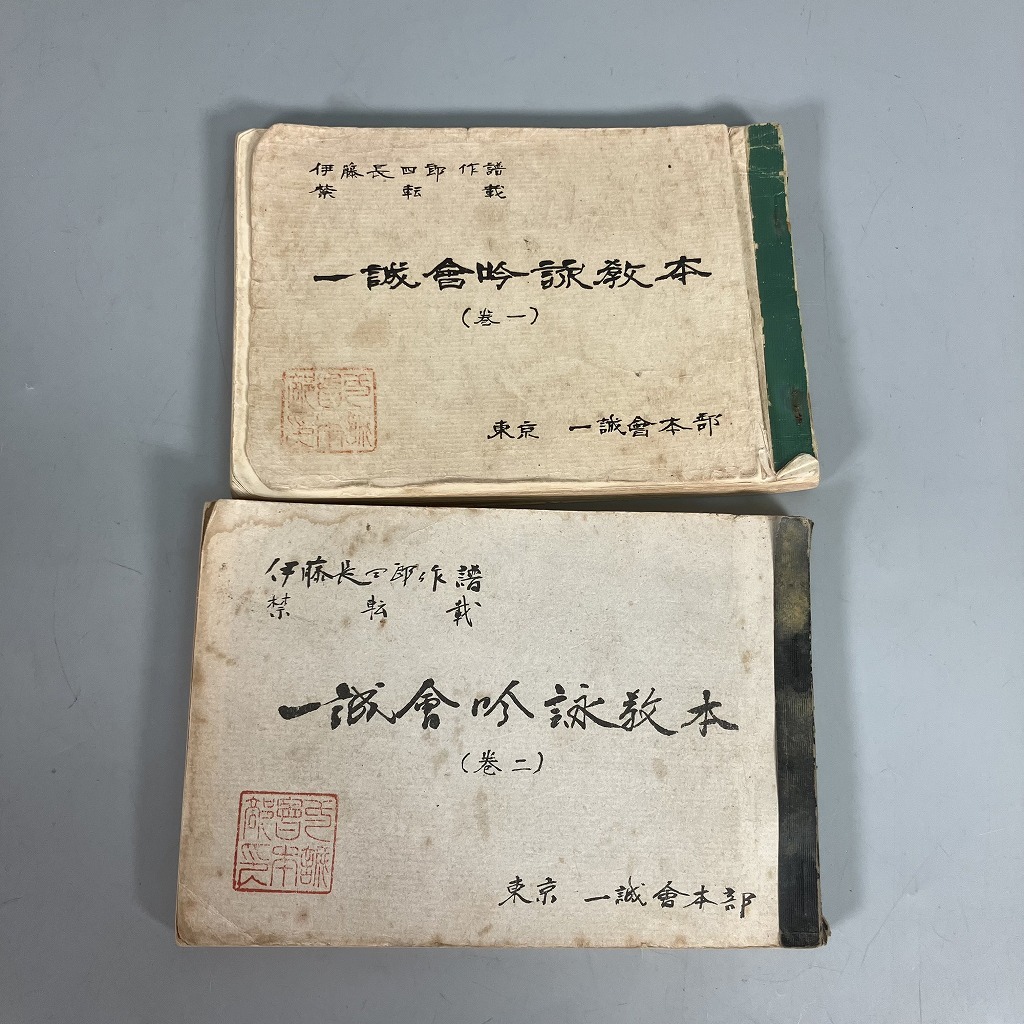 伊藤長四郎作譜
禁転載
一誠會吟詠教本
(巻一)
東京 一誠會本部
伊藤長四郎作譜
禁転載
一誠會吟詠教本
(巻二)
東京 一誠會本部